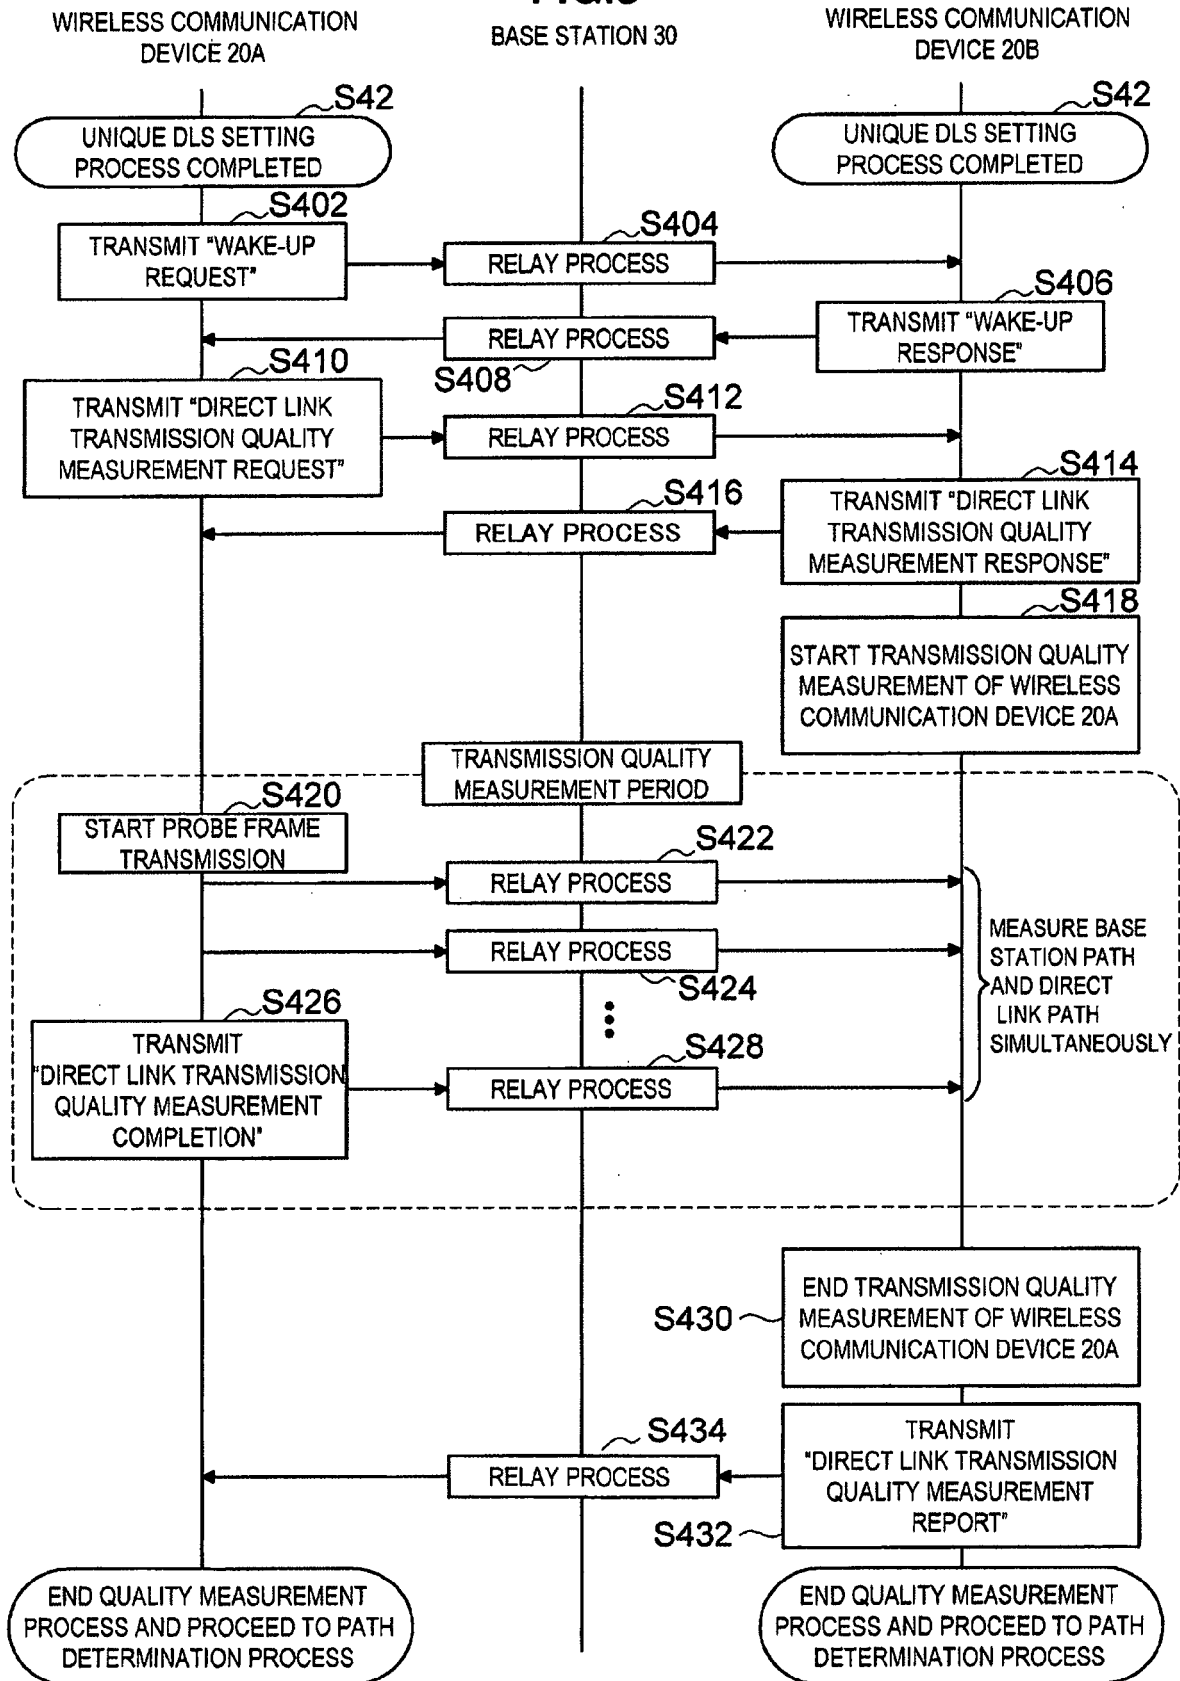 WIRELESS COMMUNICATION
DEVICE 20A
BASE STATION 30
WIRELESS COMMUNICATION
DEVICE 20B
S42
UNIQUE DLS SETTING
PROCESS COMPLETED
S42
UNIQUE DLS SETTING
PROCESS COMPLETED
S402
TRANSMIT "WAKE-UP
REQUEST"
S404
RELAY PROCESS
S406
TRANSMIT "WAKE-UP
RESPONSE"
RELAY PROCESS
S408
S410
TRANSMIT "DIRECT LINK
TRANSMISSION QUALITY
MEASUREMENT REQUEST"
S412
RELAY PROCESS
S414
TRANSMIT "DIRECT LINK
TRANSMISSION QUALITY
MEASUREMENT RESPONSE"
S416
RELAY PROCESS
S418
START TRANSMISSION QUALITY
MEASUREMENT OF WIRELESS
COMMUNICATION DEVICE 20A
TRANSMISSION QUALITY
MEASUREMENT PERIOD
S420
START PROBE FRAME
TRANSMISSION
S422
RELAY PROCESS
RELAY PROCESS
S424
MEASURE BASE
STATION PATH
AND DIRECT
LINK PATH
SIMULTANEOUSLY
S426
TRANSMIT
"DIRECT LINK TRANSMISSION
QUALITY MEASUREMENT
COMPLETION"
S428
RELAY PROCESS
S430
END TRANSMISSION QUALITY
MEASUREMENT OF WIRELESS
COMMUNICATION DEVICE 20A
S434
RELAY PROCESS
TRANSMIT
"DIRECT LINK TRANSMISSION
QUALITY MEASUREMENT
REPORT"
S432
END QUALITY MEASUREMENT
PROCESS AND PROCEED TO PATH
DETERMINATION PROCESS
END QUALITY MEASUREMENT
PROCESS AND PROCEED TO PATH
DETERMINATION PROCESS